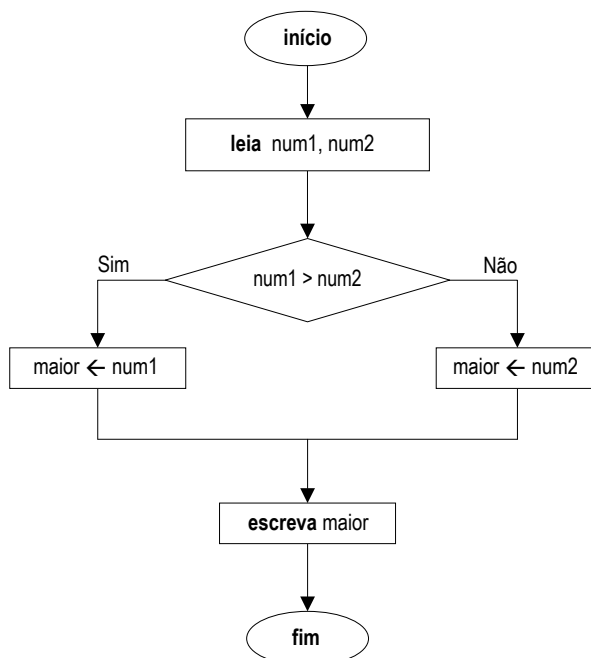 início
leia num1, num2
Sim
num1 > num2
Não
maior ← num1
maior ← num2
escreva maior
fim